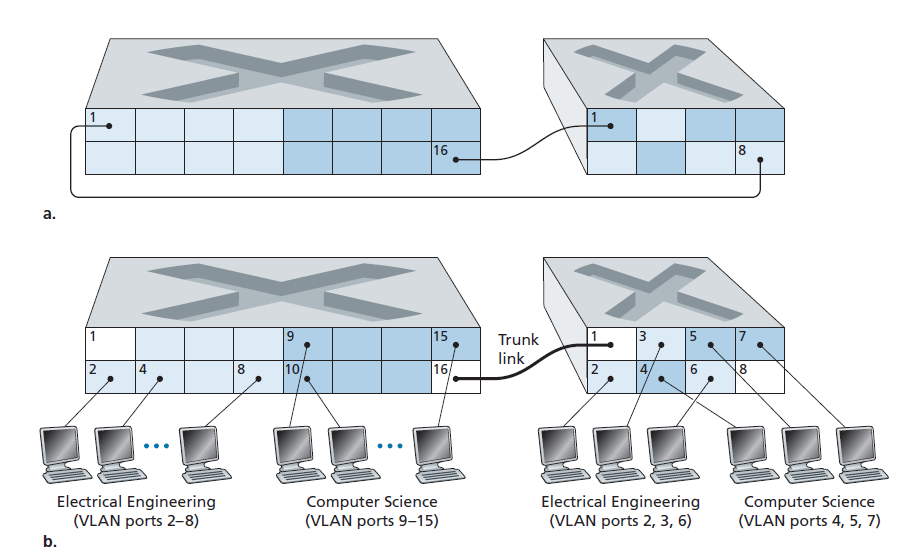 1
16
1
8
a.
1
9
15
2
4
8
10
16
Trunk
link
1
3
5
7
2
4
6
8
Electrical Engineering
(VLAN ports 2–8)
Computer Science
(VLAN ports 9–15)
Electrical Engineering
(VLAN ports 2, 3, 6)
Computer Science
(VLAN ports 4, 5, 7)
b.